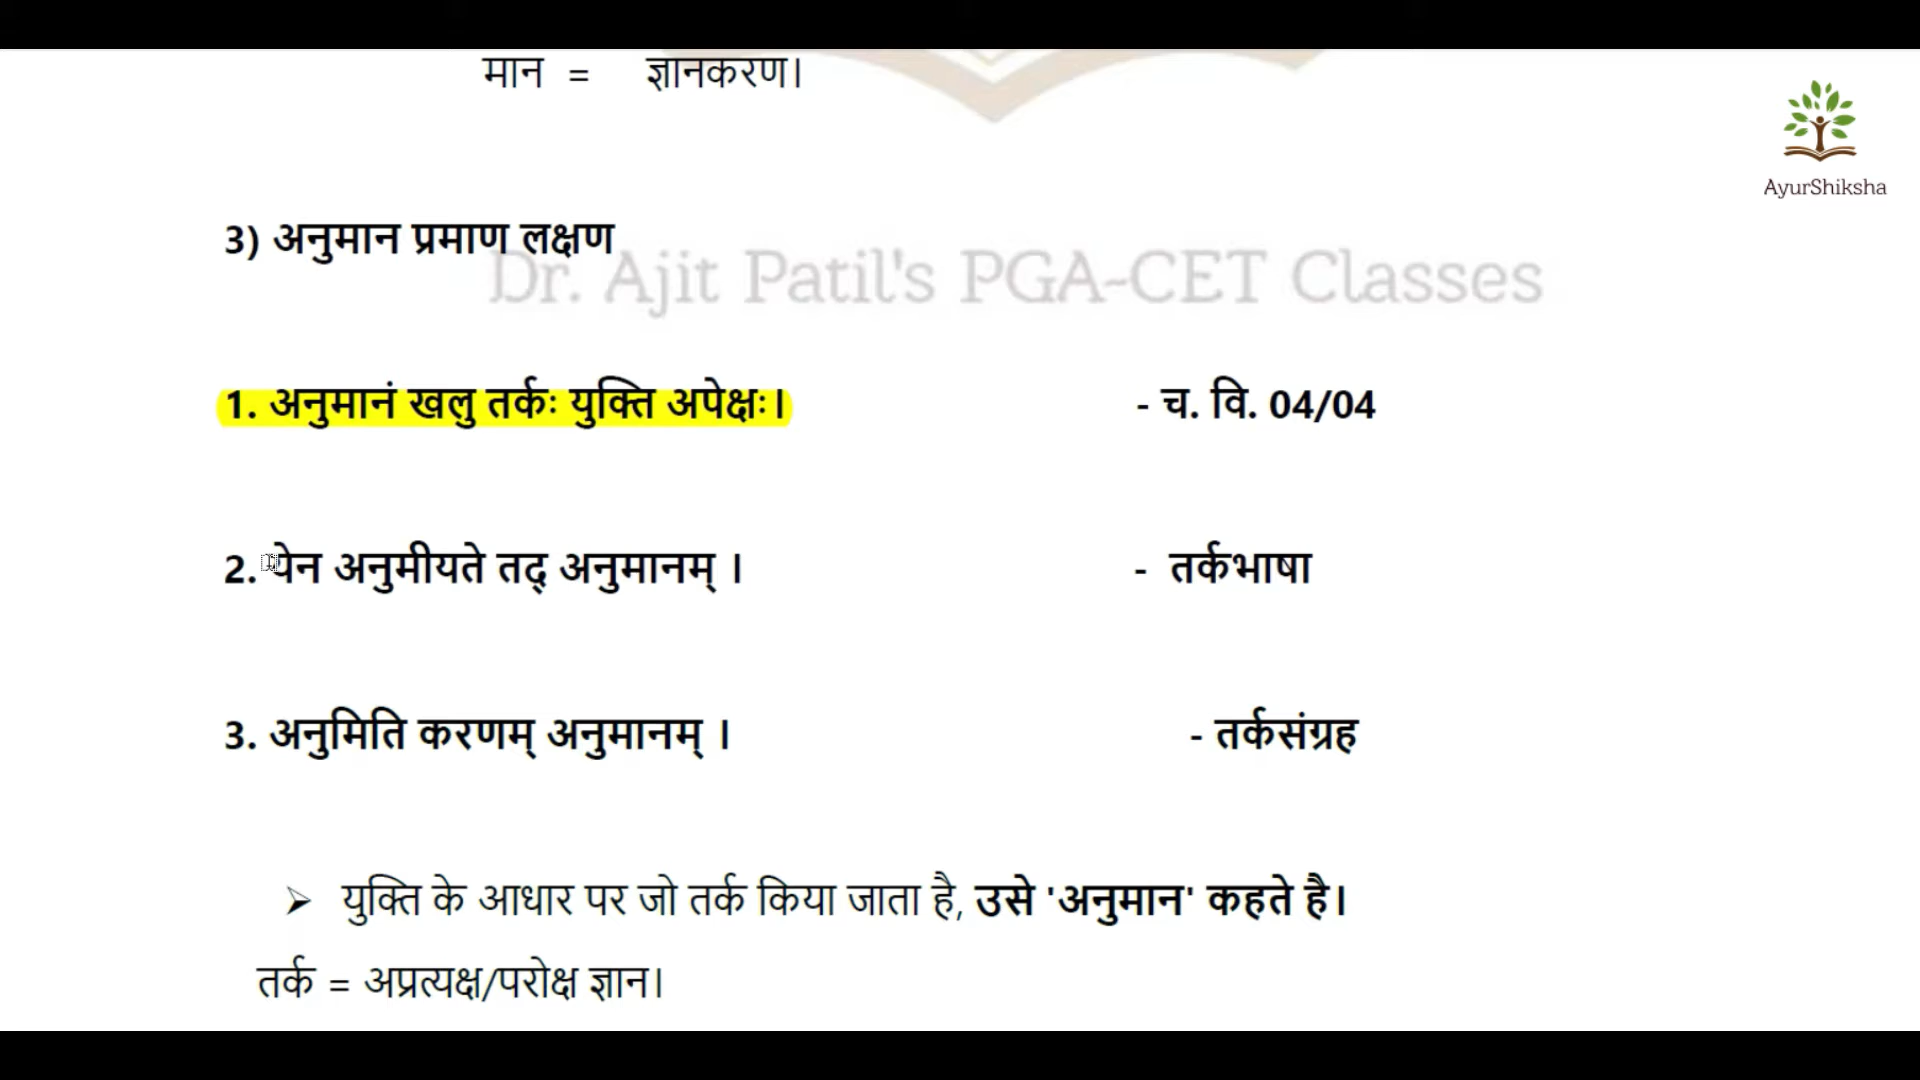 मान = ज्ञानकरण।
AyurShiksha
3) अनुमान प्रमाण लक्षण
Dr. Ajit Patil's PGA-CET Classes
1. अनुमानं खलु तर्कः युक्ति अपेक्षः। - च. वि. 04/04
2. येन अनुमीयते तद् अनुमानम् । - तर्कभाषा
3. अनुमिति करणम् अनुमानम् । - तर्कसंग्रह
➢ युक्ति के आधार पर जो तर्क किया जाता है, उसे 'अनुमान' कहते है।
तर्क = अप्रत्यक्ष/परोक्ष ज्ञान।